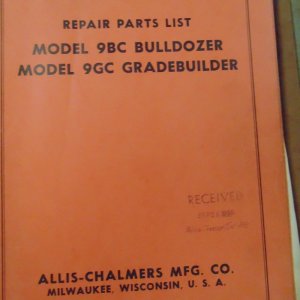 REPAIR PARTS LIST
MODEL 9BC BULLDOZER
MODEL 9GC GRADEBUILDER
RECEIVED
ALLIS-CHALMERS MFG. CO.
MILWAUKEE, WISCONSIN, U. S. A.